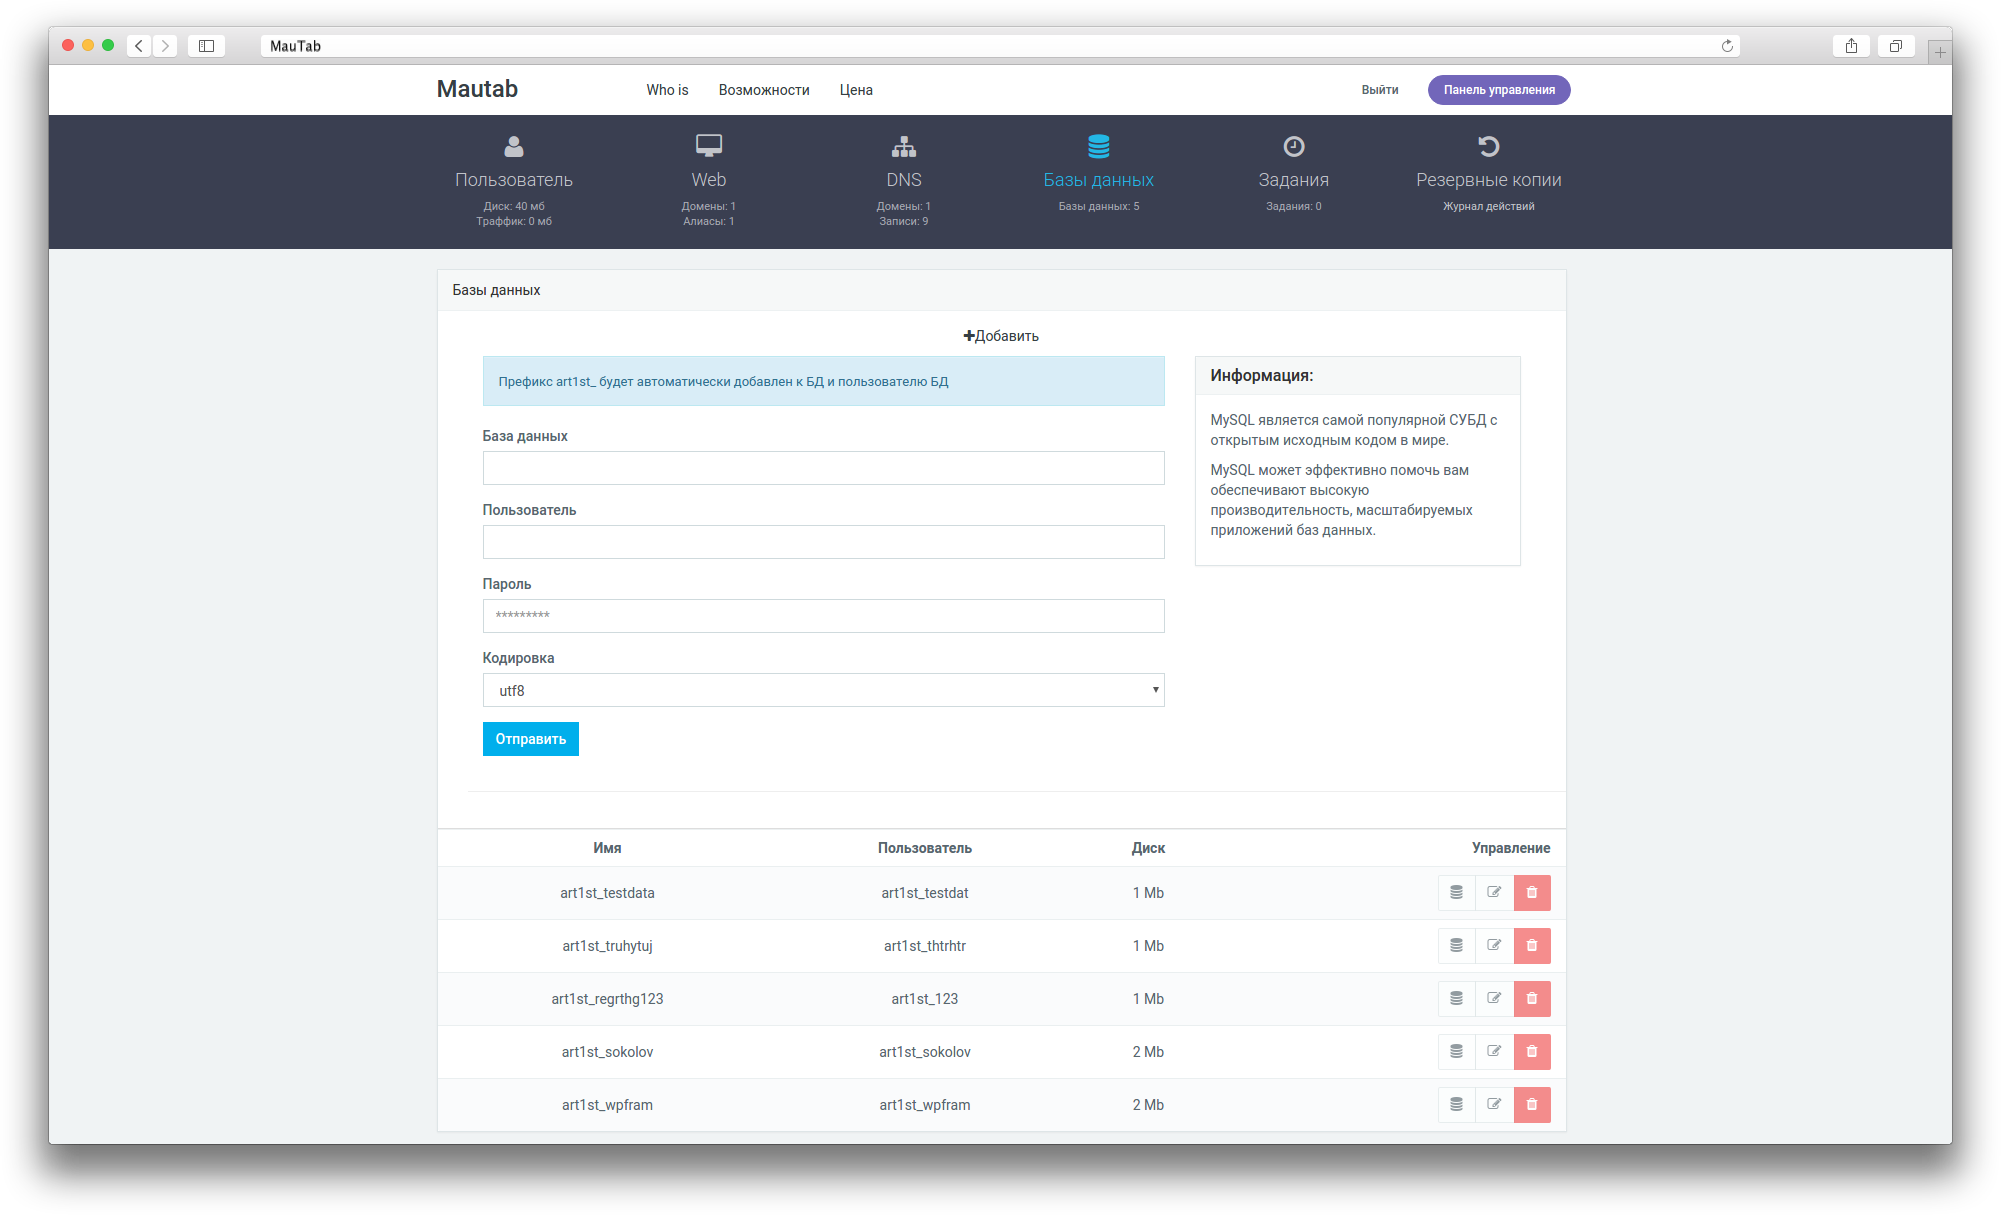 MauTab
Mautab
Who is
Возможности
Цена
Выйти
Панель управления
Пользователь
Диск: 40 мб
Траффик: 0 мб
Web
Домены: 1
Алиасы: 1
DNS
Домены: 1
Записи: 9
Базы данных
Базы данных: 5
Задания
Задания: 0
Резервные копии
Журнал действий
Базы данных
Добавить
Префикс art1st_ будет автоматически добавлен к БД и пользователю БД
База данных
Пользователь
Пароль
*********
Кодировка
utf8
Отправить
Информация:
MySQL является самой популярной СУБД с
открытым исходным кодом в мире.
MySQL может эффективно помочь вам
обеспечивают высокую
производительность, масштабируемых
приложений баз данных.
Имя Пользователь Диск Управление
art1st_testdata art1st_testdat 1 Mb
art1st_truhytuj art1st_thtrhtr 1 Mb
art1st_regrthg123 art1st_123 1 Mb
art1st_sokolov art1st_sokolov 2 Mb
art1st_wpfram art1st_wpfram 2 Mb